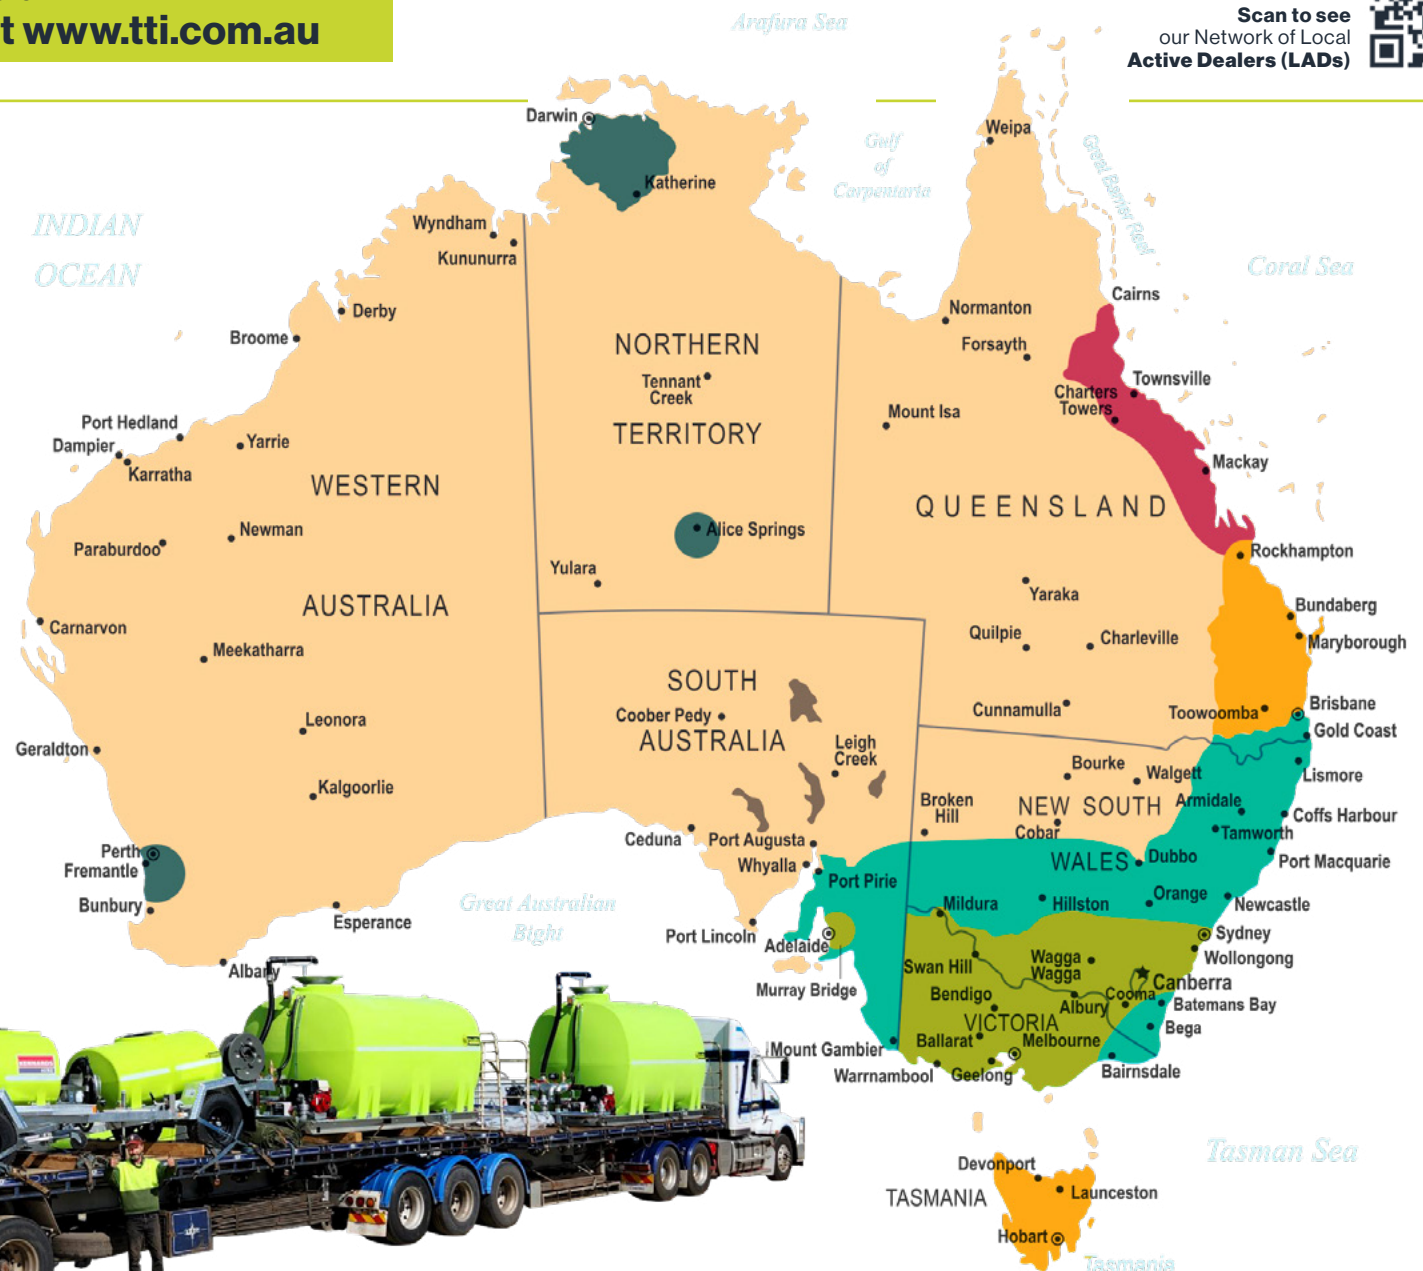 t www.tti.com.au
Scan to see
our Network of Local
Active Dealers (LADs)
Arafura Sea
Darwin
Weipa
Gulf
of
Carpentaria
Great Barrier Reef
Katherine
INDIAN
OCEAN
Wyndham
Kununurra
Coral Sea
Cairns
Derby
Normanton
Broome
Forsayth
NORTHERN
Tennant
Creek
TERRITORY
Townsville
Charters
Towers
Mount Isa
Port Hedland
Dampier
Karratha
Yarrie
Mackay
WESTERN
QUEENSLAND
Newman
Alice Springs
Paraburdoo
Rockhampton
Yulara
Yaraka
AUSTRALIA
Bundaberg
Carnarvon
Quilpie
Charleville
Maryborough
Meekatharra
SOUTH
Coober Pedy
AUSTRALIA
Cunnamulla
Toowoomba
Brisbane
Gold Coast
Leonora
Geraldton
Leigh
Creek
Bourke
Walgett
Lismore
Kalgoorlie
Broken
Hill
NEW SOUTH
Armidale
Coffs Harbour
Cobar
Tamworth
Ceduna
Port Augusta
Perth
Fremantle
Whyalla
WALES
Dubbo
Port Macquarie
Port Pirie
Bunbury
Great Australian
Bight
Esperance
Mildura
Hillston
Orange
Newcastle
Port Lincoln
Adelaide
Sydney
Wollongong
Albany
Swan Hill
Wagga
Wagga
Canberra
Murray Bridge
Bendigo
Albury
Cooma
Batemans Bay
VICTORIA
Bega
Ballarat
Melbourne
Mount Gambier
Warrnambool
Geelong
Bairnsdale
Tasman Sea
Devonport
TASMANIA
Launceston
Hobart
Tasmania